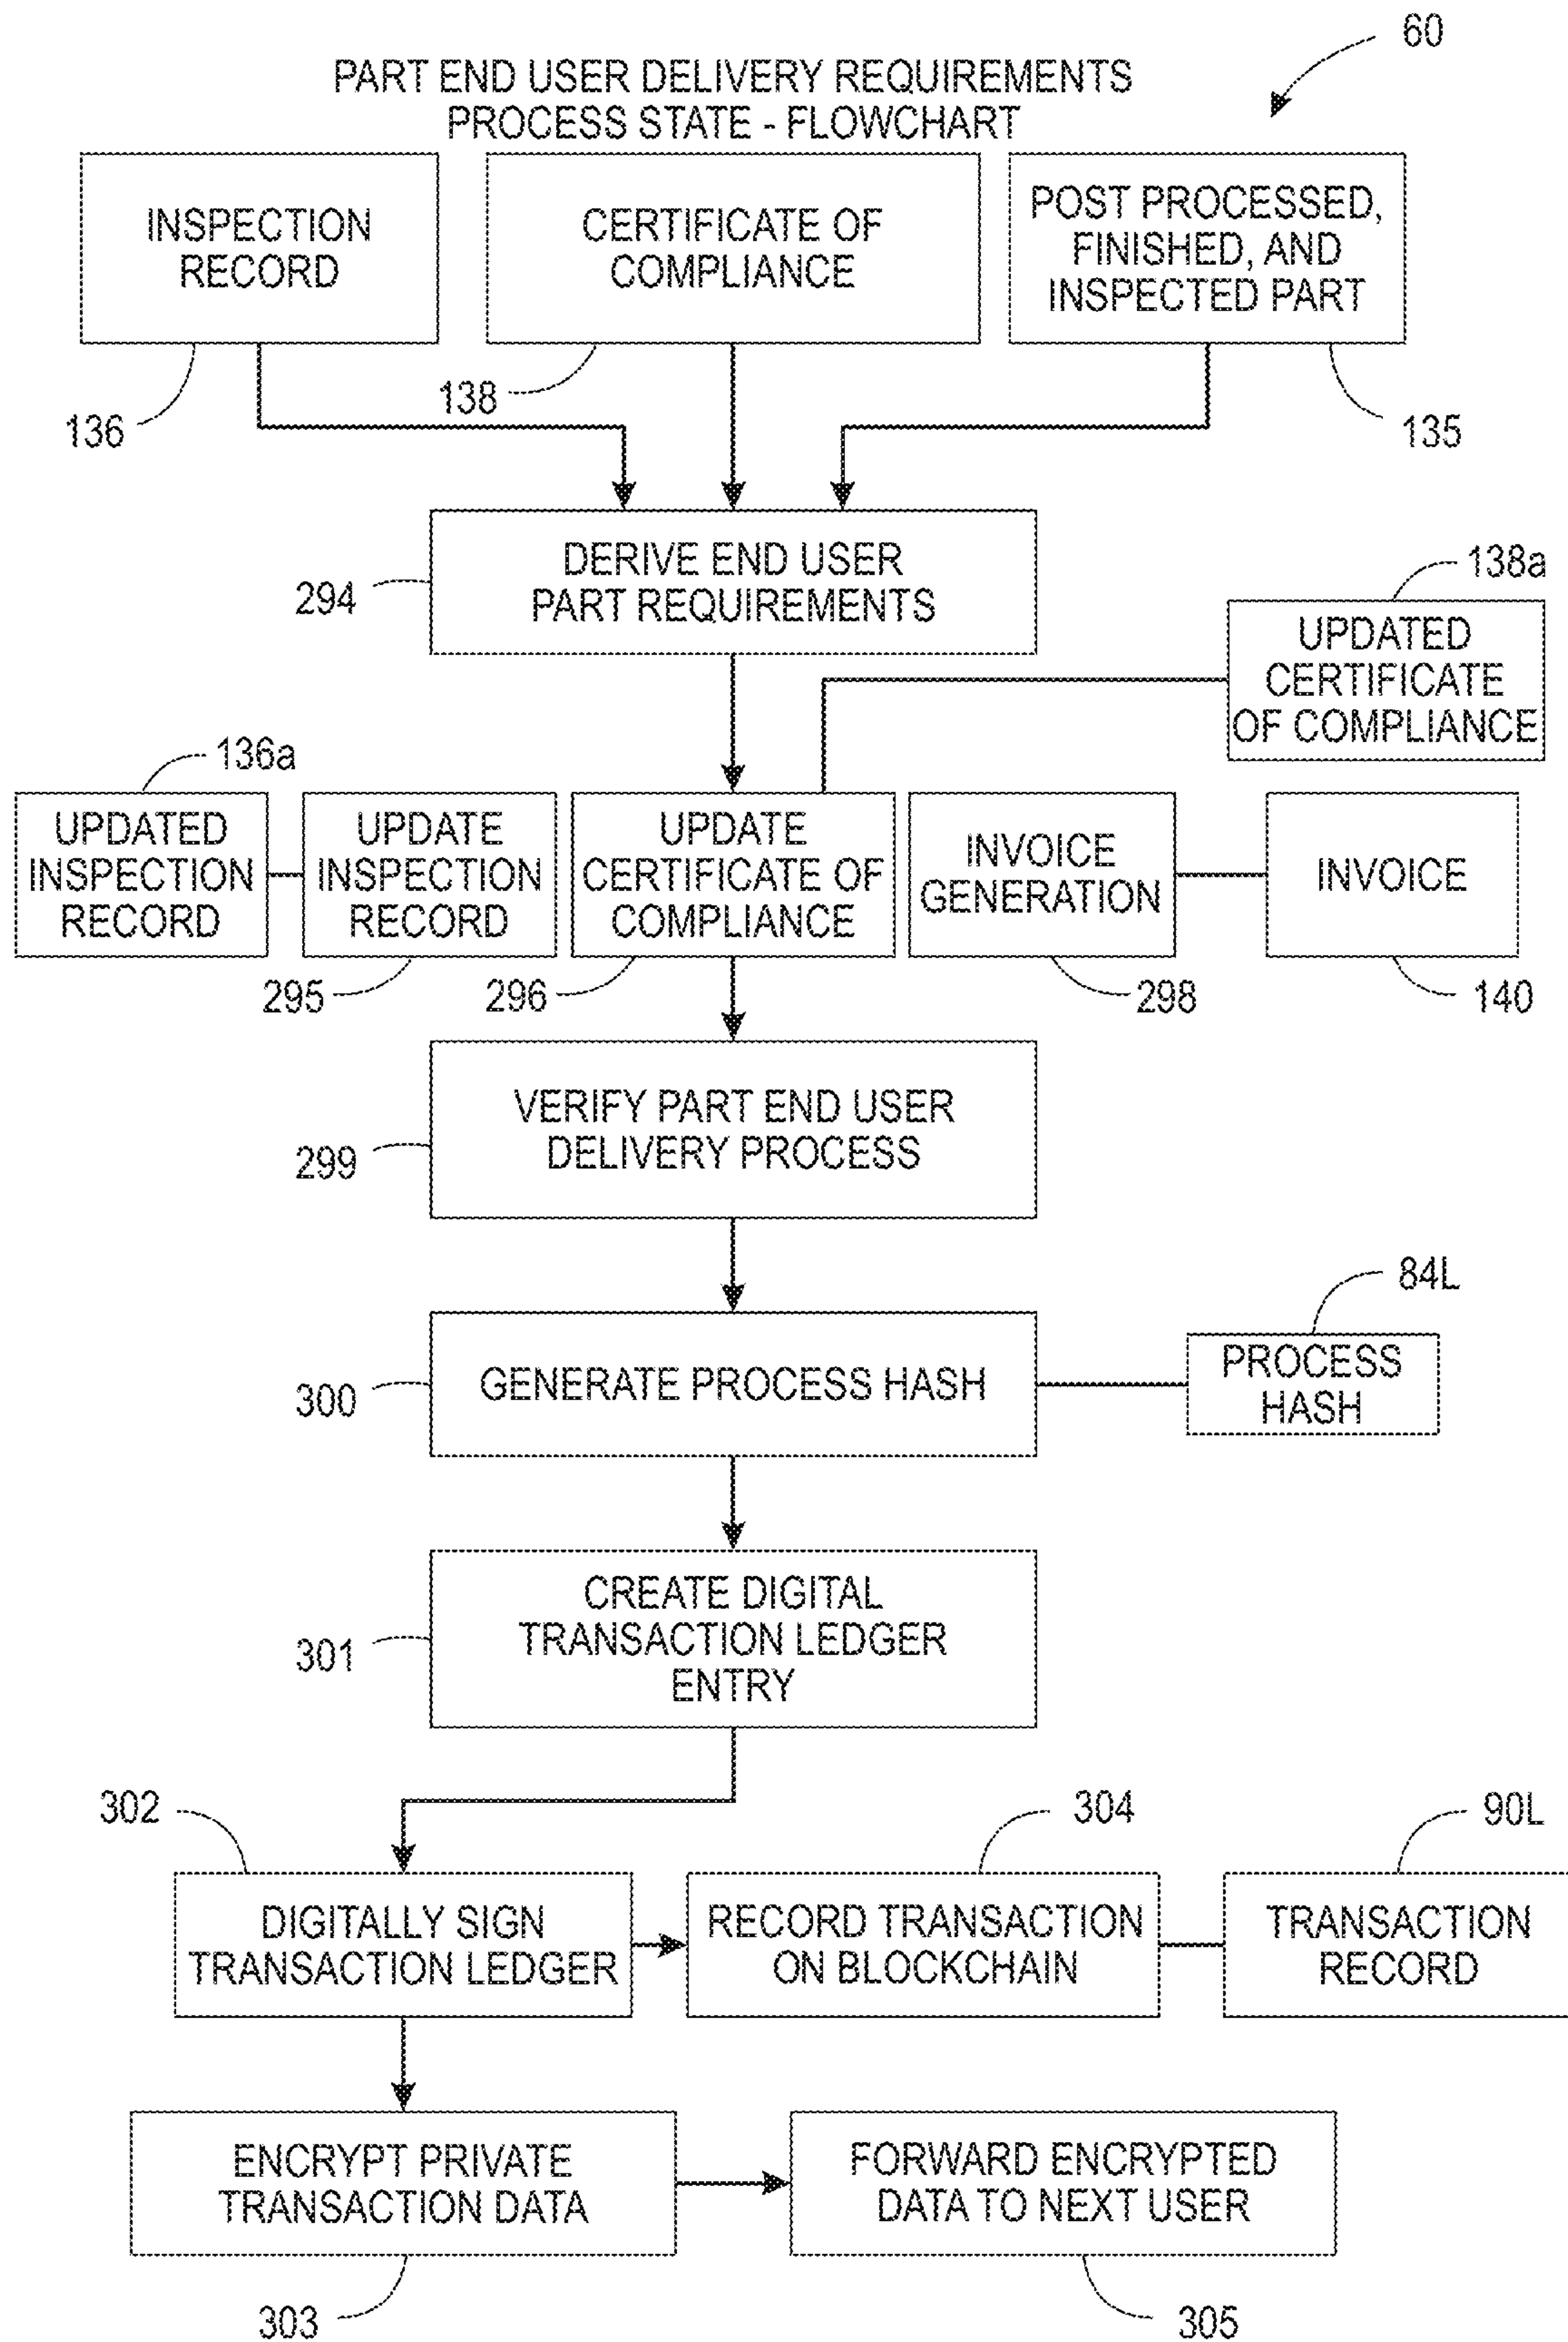 60
PART END USER DELIVERY REQUIREMENTS
PROCESS STATE - FLOWCHART
INSPECTION
RECORD
CERTIFICATE OF
COMPLIANCE
POST PROCESSED,
FINISHED, AND
INSPECTED PART
136
138
135
DERIVE END USER
PART REQUIREMENTS
294
138a
UPDATED
CERTIFICATE
OF COMPLIANCE
136a
UPDATED
INSPECTION
RECORD
UPDATE
INSPECTION
RECORD
UPDATE
CERTIFICATE OF
COMPLIANCE
INVOICE
GENERATION
INVOICE
295
296
298
140
VERIFY PART END USER
DELIVERY PROCESS
299
84L
GENERATE PROCESS HASH
300
PROCESS
HASH
CREATE DIGITAL
TRANSACTION LEDGER
ENTRY
301
302
304
90L
DIGITALLY SIGN
TRANSACTION LEDGER
RECORD TRANSACTION
ON BLOCKCHAIN
TRANSACTION
RECORD
ENCRYPT PRIVATE
TRANSACTION DATA
FORWARD ENCRYPTED
DATA TO NEXT USER
303
305